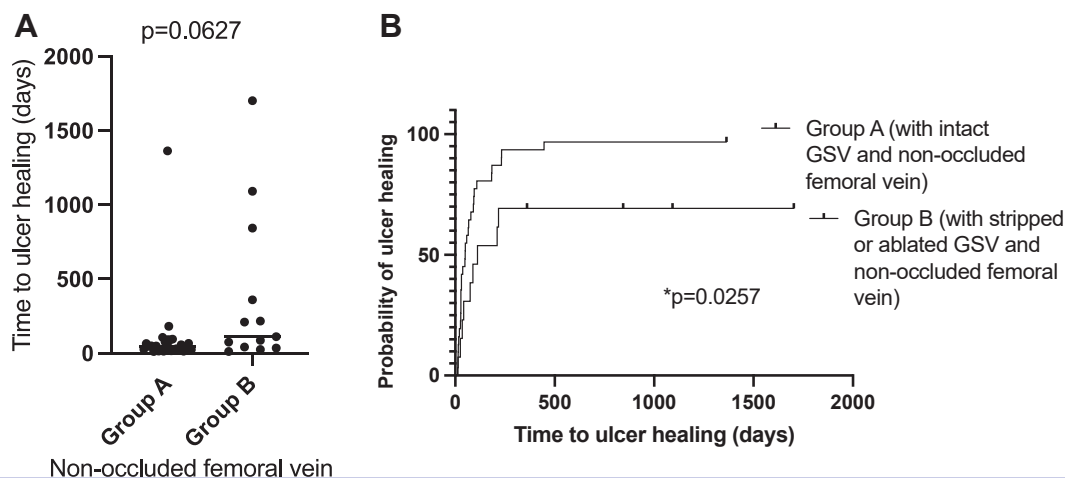 A
p=0.0627
Time to ulcer healing (days)
2000
1500
1000
500
0
Group A
Group B
Non-occluded femoral vein
B
Probability of ulcer healing
100
50
0
0
500
1000
1500
2000
Time to ulcer healing (days)
*p=0.0257
Group A (with intact
GSV and non-occluded
femoral vein)
Group B (with stripped
or ablated GSV and
non-occluded femoral
vein)